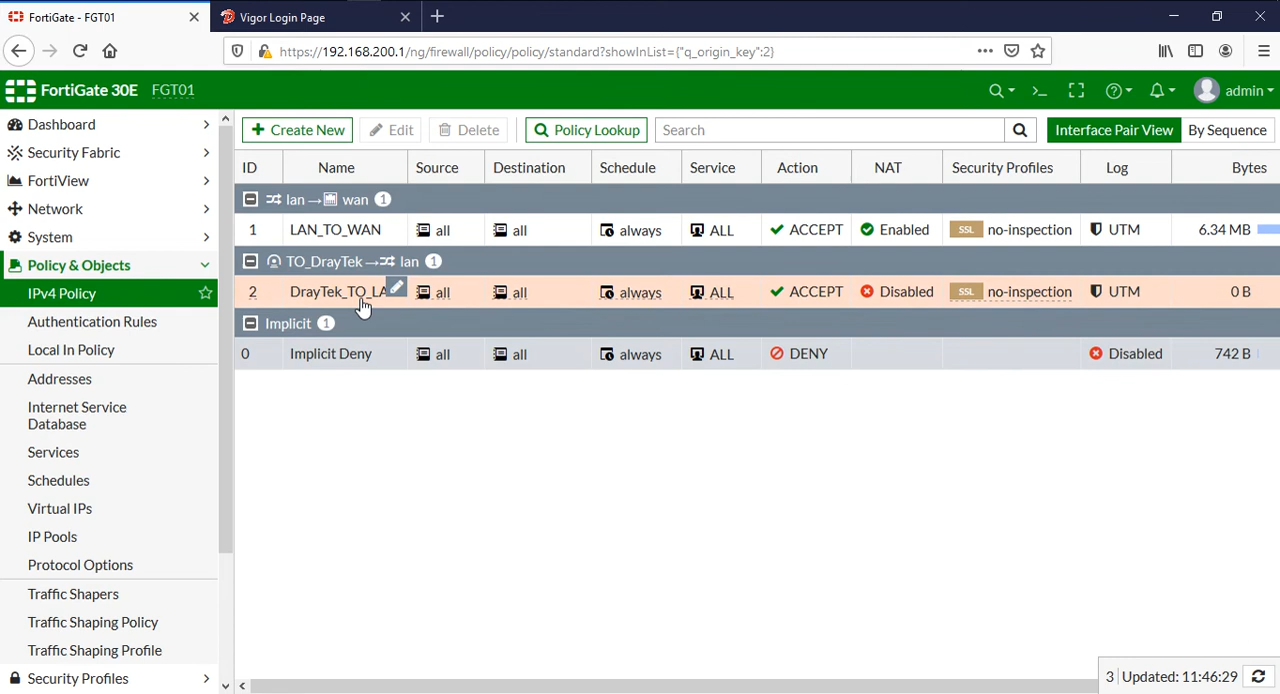 FortiGate - FGT01
Vigor Login Page
https://192.168.200.1/ng/firewall/policy/policy/standard?showInList={"q_origin_key":2}
FortiGate 30E FGT01
admin
Dashboard
Security Fabric
FortiView
Network
System
Policy & Objects
IPv4 Policy
Authentication Rules
Local In Policy
Addresses
Internet Service
Database
Services
Schedules
Virtual IPs
IP Pools
Protocol Options
Traffic Shapers
Traffic Shaping Policy
Traffic Shaping Profile
Security Profiles
Create New Edit Delete Policy Lookup Search Interface Pair View By Sequence
ID Name Source Destination Schedule Service Action NAT Security Profiles Log Bytes
lan → wan 1
1 LAN_TO_WAN all all always ALL ACCEPT Enabled SSL no-inspection UTM 6.34 MB
TO_DrayTek → lan 1
2 DrayTek_TO_LA all all always ALL ACCEPT Disabled SSL no-inspection UTM 0 B
Implicit 1
0 Implicit Deny all all always ALL DENY Disabled 742 B
3 Updated: 11:46:29